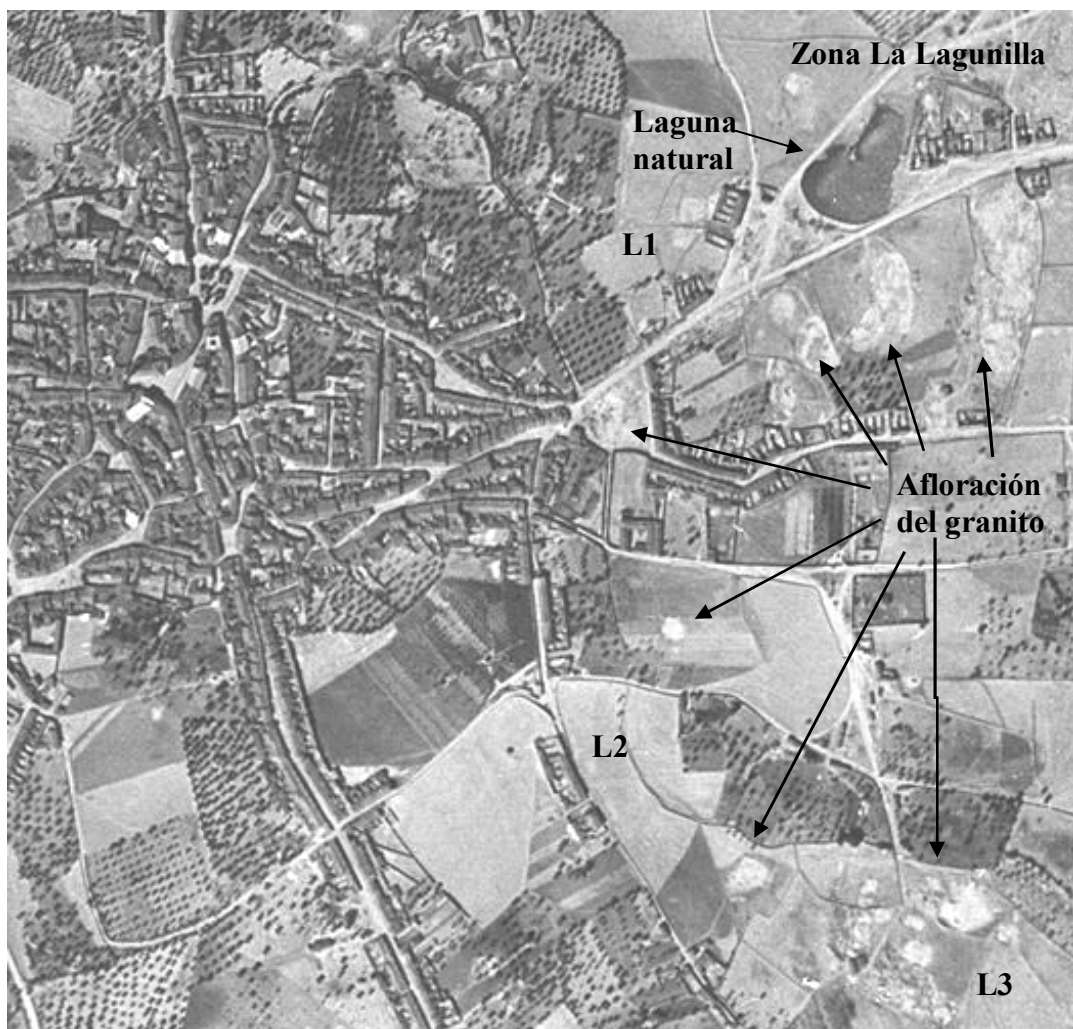 Zona La Lagunilla
Laguna
natural
L1
Afloración
del granito
L2
L3